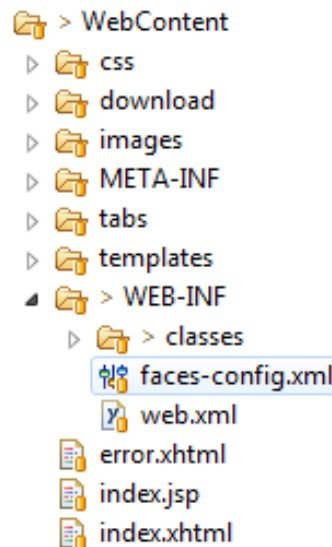 > WebContent
css
download
images
META-INF
tabs
templates
> WEB-INF
> classes
faces-config.xml
web.xml
error.xhtml
index.jsp
index.xhtml